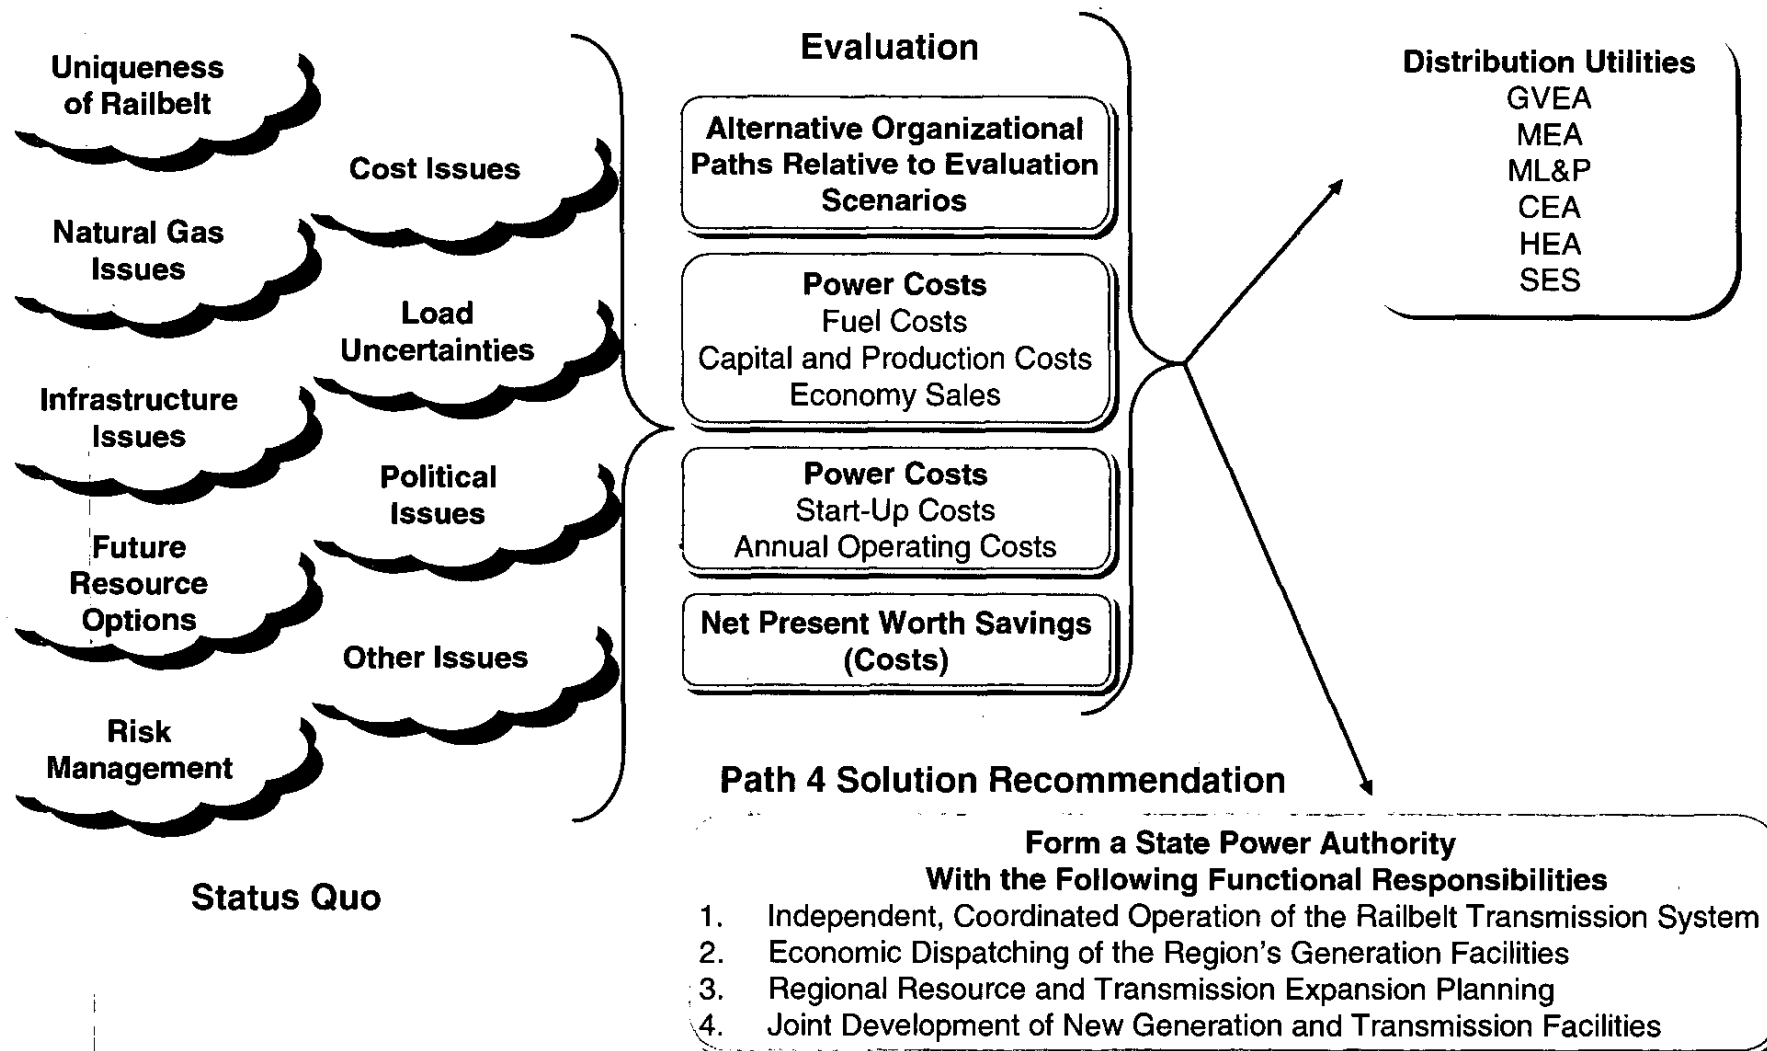 Uniqueness
of Railbelt
Cost Issues
Natural Gas
Issues
Load
Uncertainties
Infrastructure
Issues
Political
Issues
Future
Resource
Options
Other Issues
Risk
Management
Status Quo
Evaluation
Alternative Organizational
Paths Relative to Evaluation
Scenarios
Power Costs
Fuel Costs
Capital and Production Costs
Economy Sales
Power Costs
Start-Up Costs
Annual Operating Costs
Net Present Worth Savings
(Costs)
Distribution Utilities
GVEA
MEA
ML&P
CEA
HEA
SES
Path 4 Solution Recommendation
Form a State Power Authority
With the Following Functional Responsibilities
1. Independent, Coordinated Operation of the Railbelt Transmission System
2. Economic Dispatching of the Region's Generation Facilities
3. Regional Resource and Transmission Expansion Planning
4. Joint Development of New Generation and Transmission Facilities